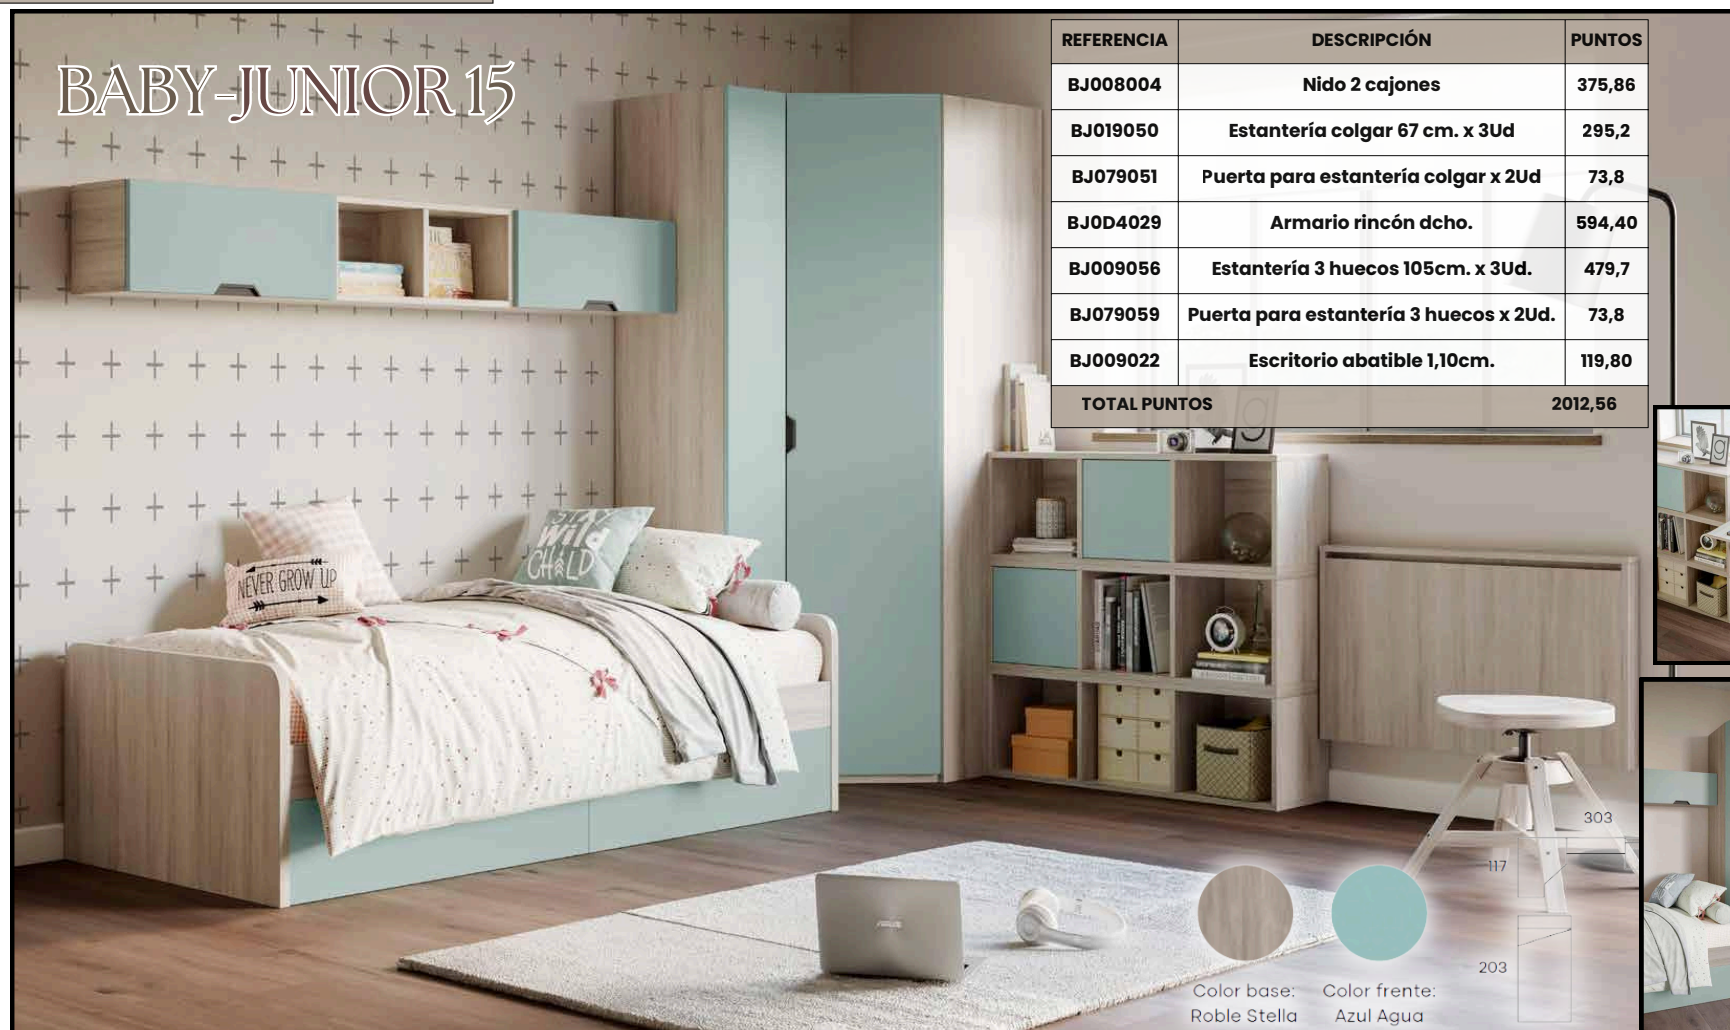 BABY-JUNIOR 15
REFERENCIA DESCRIPCIÓN PUNTOS
BJ008004 Nido 2 cajones 375,86
BJ019050 Estantería colgar 67 cm. x 3Ud 295,2
BJ079051 Puerta para estantería colgar x 2Ud 73,8
BJ0D4029 Armario rincón dcho. 594,40
BJ009056 Estantería 3 huecos 105cm. x 3Ud. 479,7
BJ079059 Puerta para estantería 3 huecos x 2Ud. 73,8
BJ009022 Escritorio abatible 1,10cm. 119,80
TOTAL PUNTOS 2012,56
g
g
STAY
Wild
CHILD
NEVER GROW UP
ASUS
303
117
203
Color base:
Roble Stella
Color frente:
Azul Agua